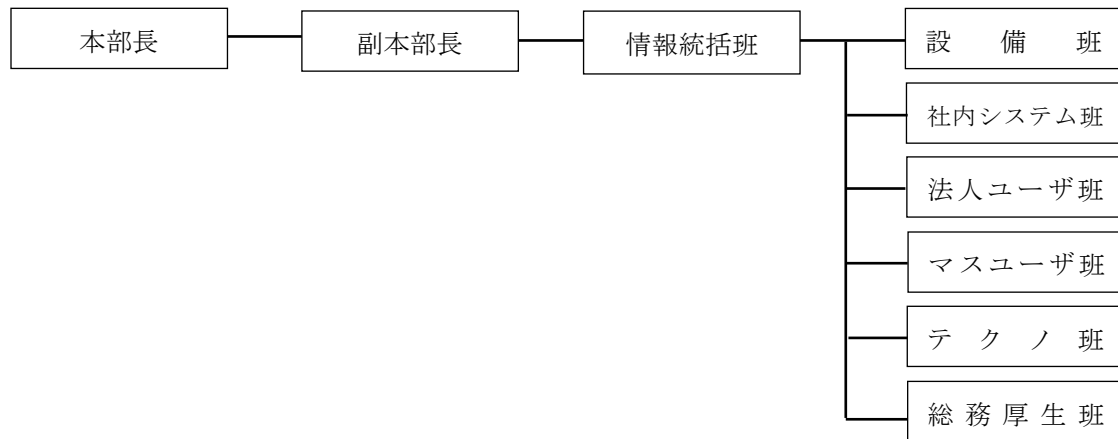 本部長
副本部長
情報統括班
設備班
社内システム班
法人ユーザ班
マスユーザ班
テクノ班
総務厚生班